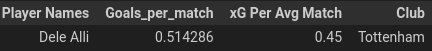 Player Names Goals_per_match xG Per Avg Match Club
Dele Alli 0.514286 0.45 Tottenham